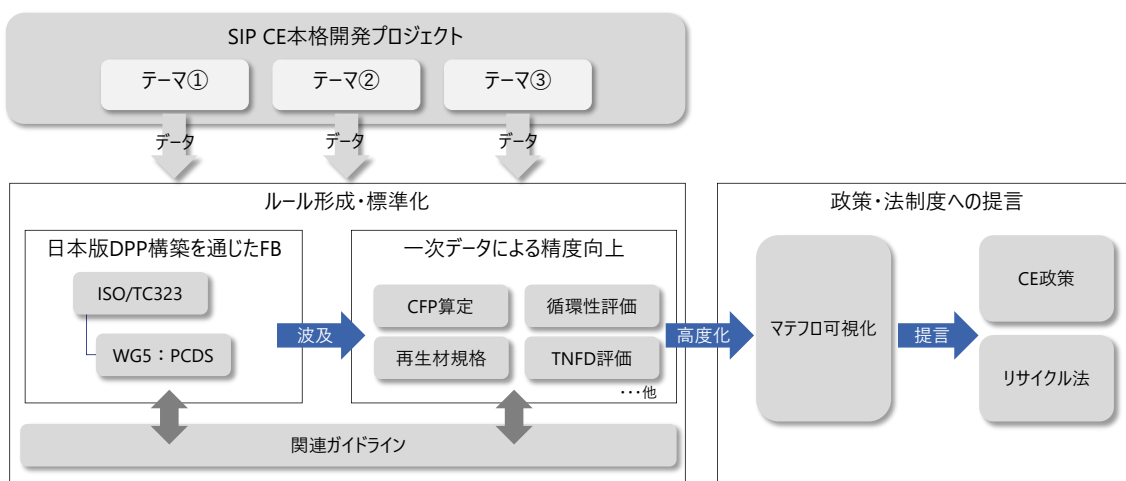 SIP CE本格開発プロジェクト
テーマ①
テーマ②
テーマ③
データ
データ
データ
ルール形成・標準化
日本版DPP構築を通じたFB
ISO/TC323
WG5：PCDS
波及
一次データによる精度向上
CFP算定
循環性評価
再生材規格
TNFD評価
・・・他
関連ガイドライン
高度化
政策・法制度への提言
マテフロ可視化
提言
CE政策
リサイクル法